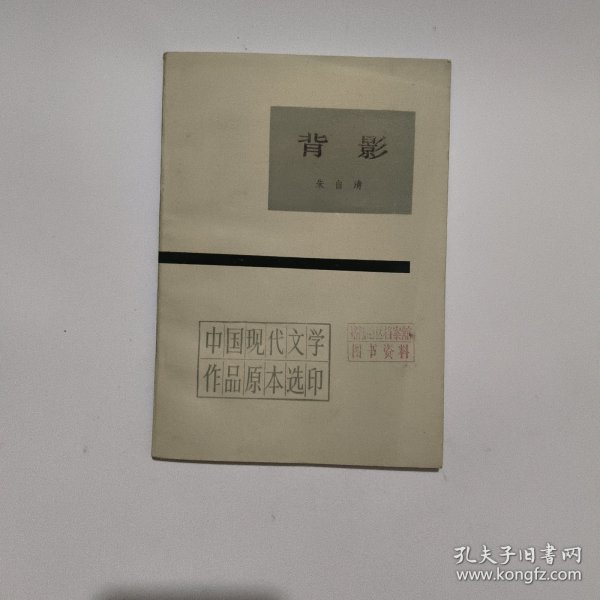 背影
朱自清
中国现代文学
作品原本选印
图书资料
孔夫子旧书网
www.kongfz.com